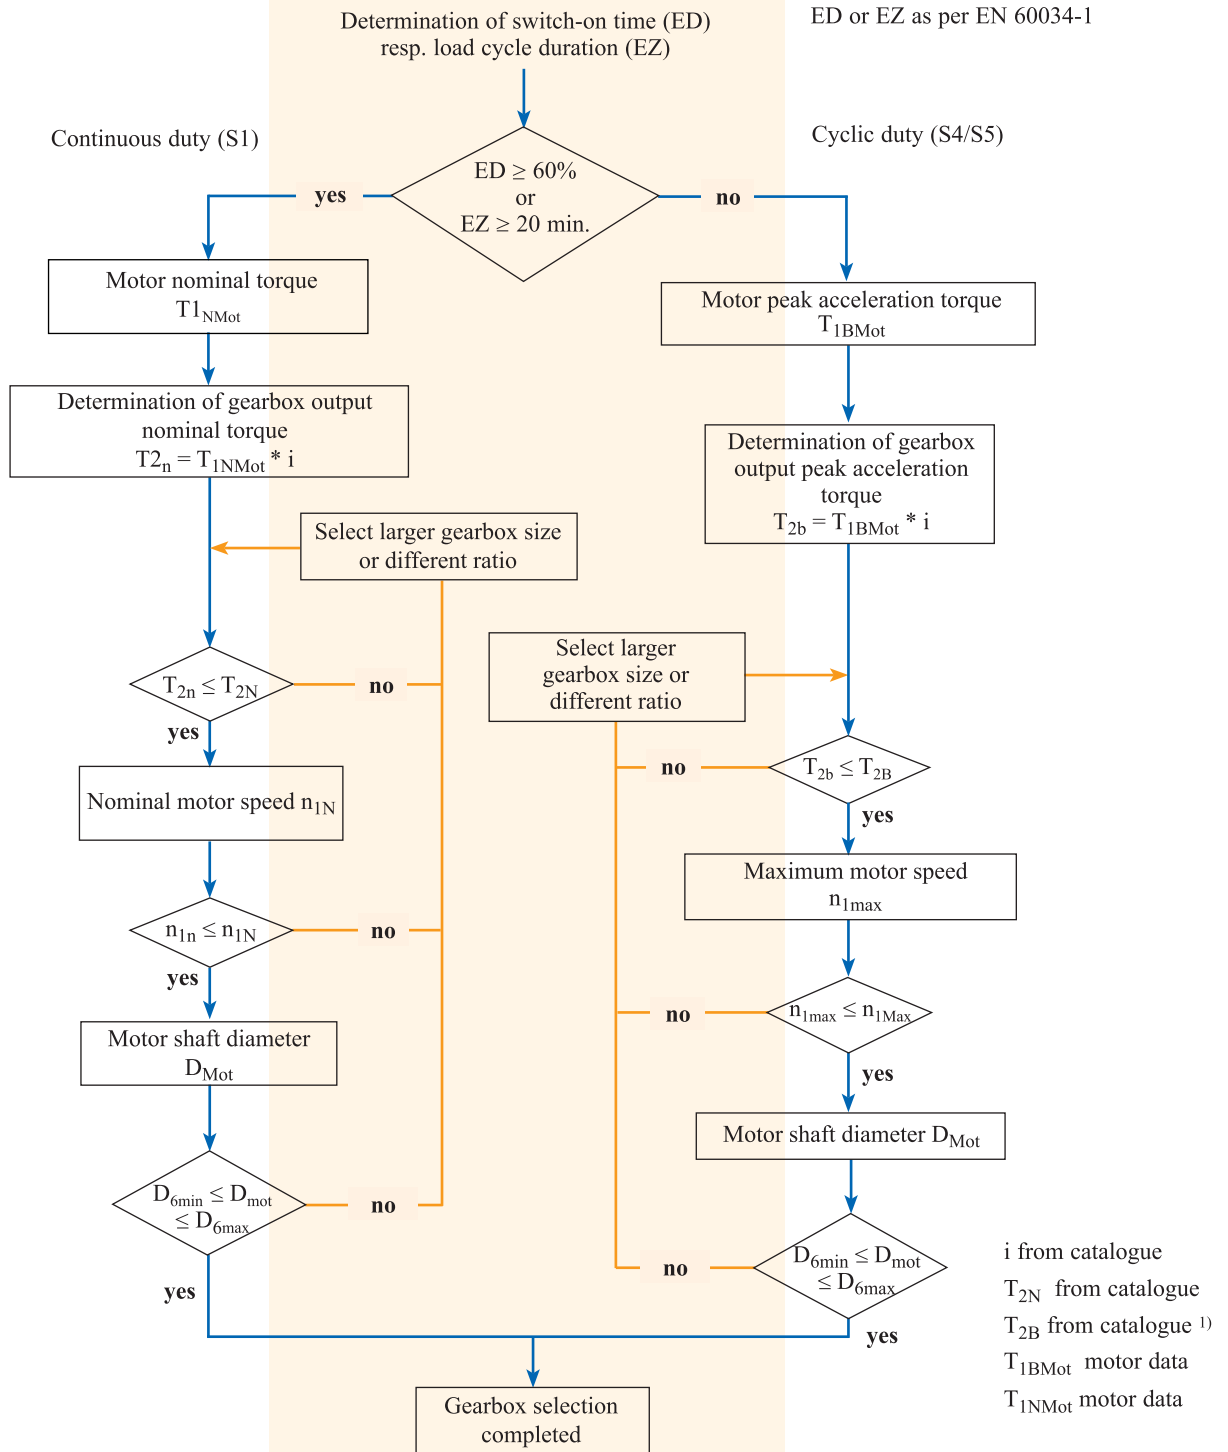 Determination of switch-on time (ED)
resp. load cycle duration (EZ)
ED or EZ as per EN 60034-1
Continuous duty (S1)
Cyclic duty (S4/S5)
ED ≥ 60%
or
EZ ≥ 20 min.
yes
no
Motor nominal torque
T1NMot
Determination of gearbox output
nominal torque
T2n = T1NMot * i
Select larger gearbox size
or different ratio
T2n ≤ T2N
no
yes
Nominal motor speed n1N
n1n ≤ n1N
no
yes
Motor shaft diameter
DMot
D6min ≤ Dmot
≤ D6max
no
yes
Motor peak acceleration torque
T1BMot
Determination of gearbox
output peak acceleration
torque
T2b = T1BMot * i
Select larger
gearbox size or
different ratio
T2b ≤ T2B
no
yes
Maximum motor speed
n1max
n1max ≤ n1Max
no
yes
Motor shaft diameter DMot
D6min ≤ Dmot
≤ D6max
no
yes
Gearbox selection
completed
i from catalogue
T2N from catalogue
T2B from catalogue 1)
T1BMot motor data
T1NMot motor data